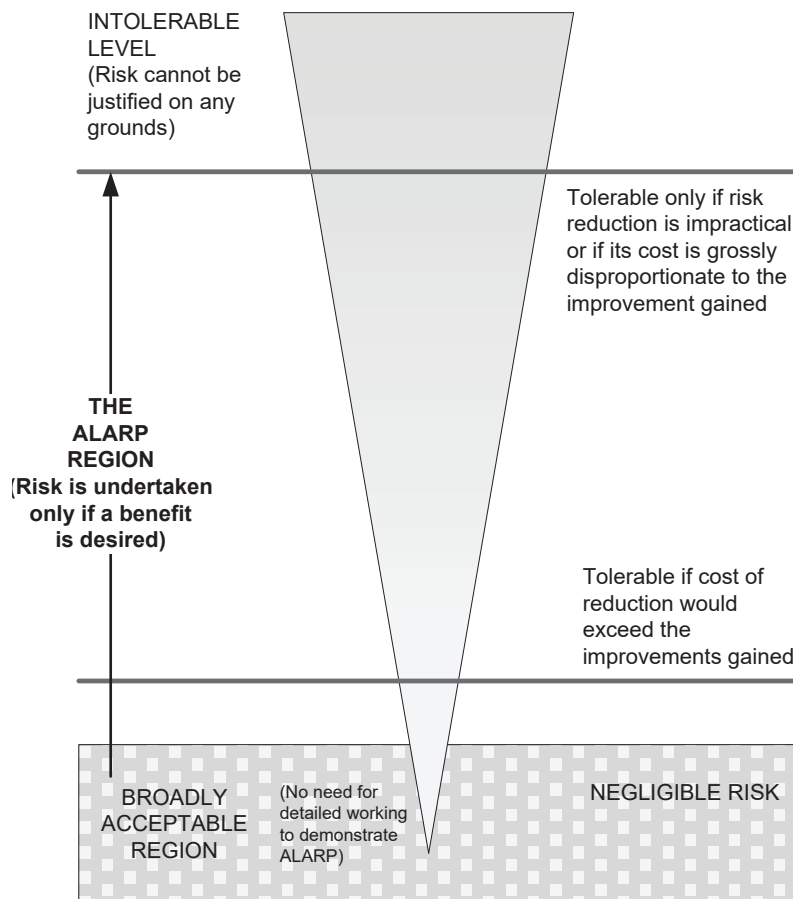 INTOLERABLE
LEVEL
(Risk cannot be
justified on any
grounds)
Tolerable only if risk
reduction is impractical
or if its cost is grossly
disproportionate to the
improvement gained
THE
ALARP
REGION
(Risk is undertaken
only if a benefit
is desired)
Tolerable if cost of
reduction would
exceed the
improvements gained
BROADLY
ACCEPTABLE
REGION
(No need for
detailed working
to demonstrate
ALARP)
NEGLIGIBLE RISK